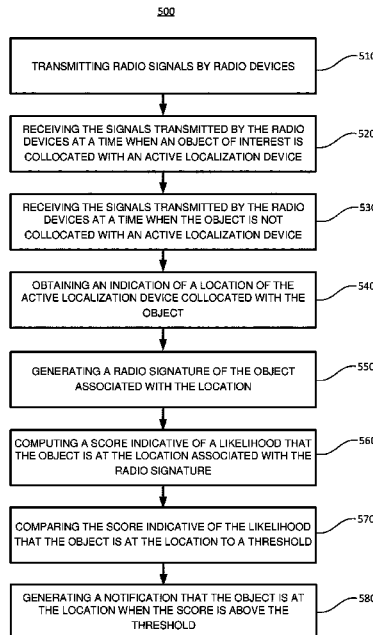 500
TRANSMITTING RADIO SIGNALS BY RADIO DEVICES
510
RECEIVING THE SIGNALS TRANSMITTED BY THE RADIO
DEVICES AT A TIME WHEN AN OBJECT OF INTEREST IS
COLLOCATED WITH AN ACTIVE LOCALIZATION DEVICE
520
RECEIVING THE SIGNALS TRANSMITTED BY THE RADIO
DEVICES AT A TIME WHEN THE OBJECT IS NOT
COLLOCATED WITH AN ACTIVE LOCALIZATION DEVICE
530
OBTAINING AN INDICATION OF A LOCATION OF THE
ACTIVE LOCALIZATION DEVICE COLLOCATED WITH THE
OBJECT
540
GENERATING A RADIO SIGNATURE OF THE OBJECT
ASSOCIATED WITH THE LOCATION
550
COMPUTING A SCORE INDICATIVE OF A LIKELIHOOD THAT
THE OBJECT IS AT THE LOCATION ASSOCIATED WITH THE
RADIO SIGNATURE
560
COMPARING THE SCORE INDICATIVE OF THE LIKELIHOOD
THAT THE OBJECT IS AT THE LOCATION TO A THRESHOLD
570
GENERATING A NOTIFICATION THAT THE OBJECT IS AT
THE LOCATION WHEN THE SCORE IS ABOVE THE
THRESHOLD
580